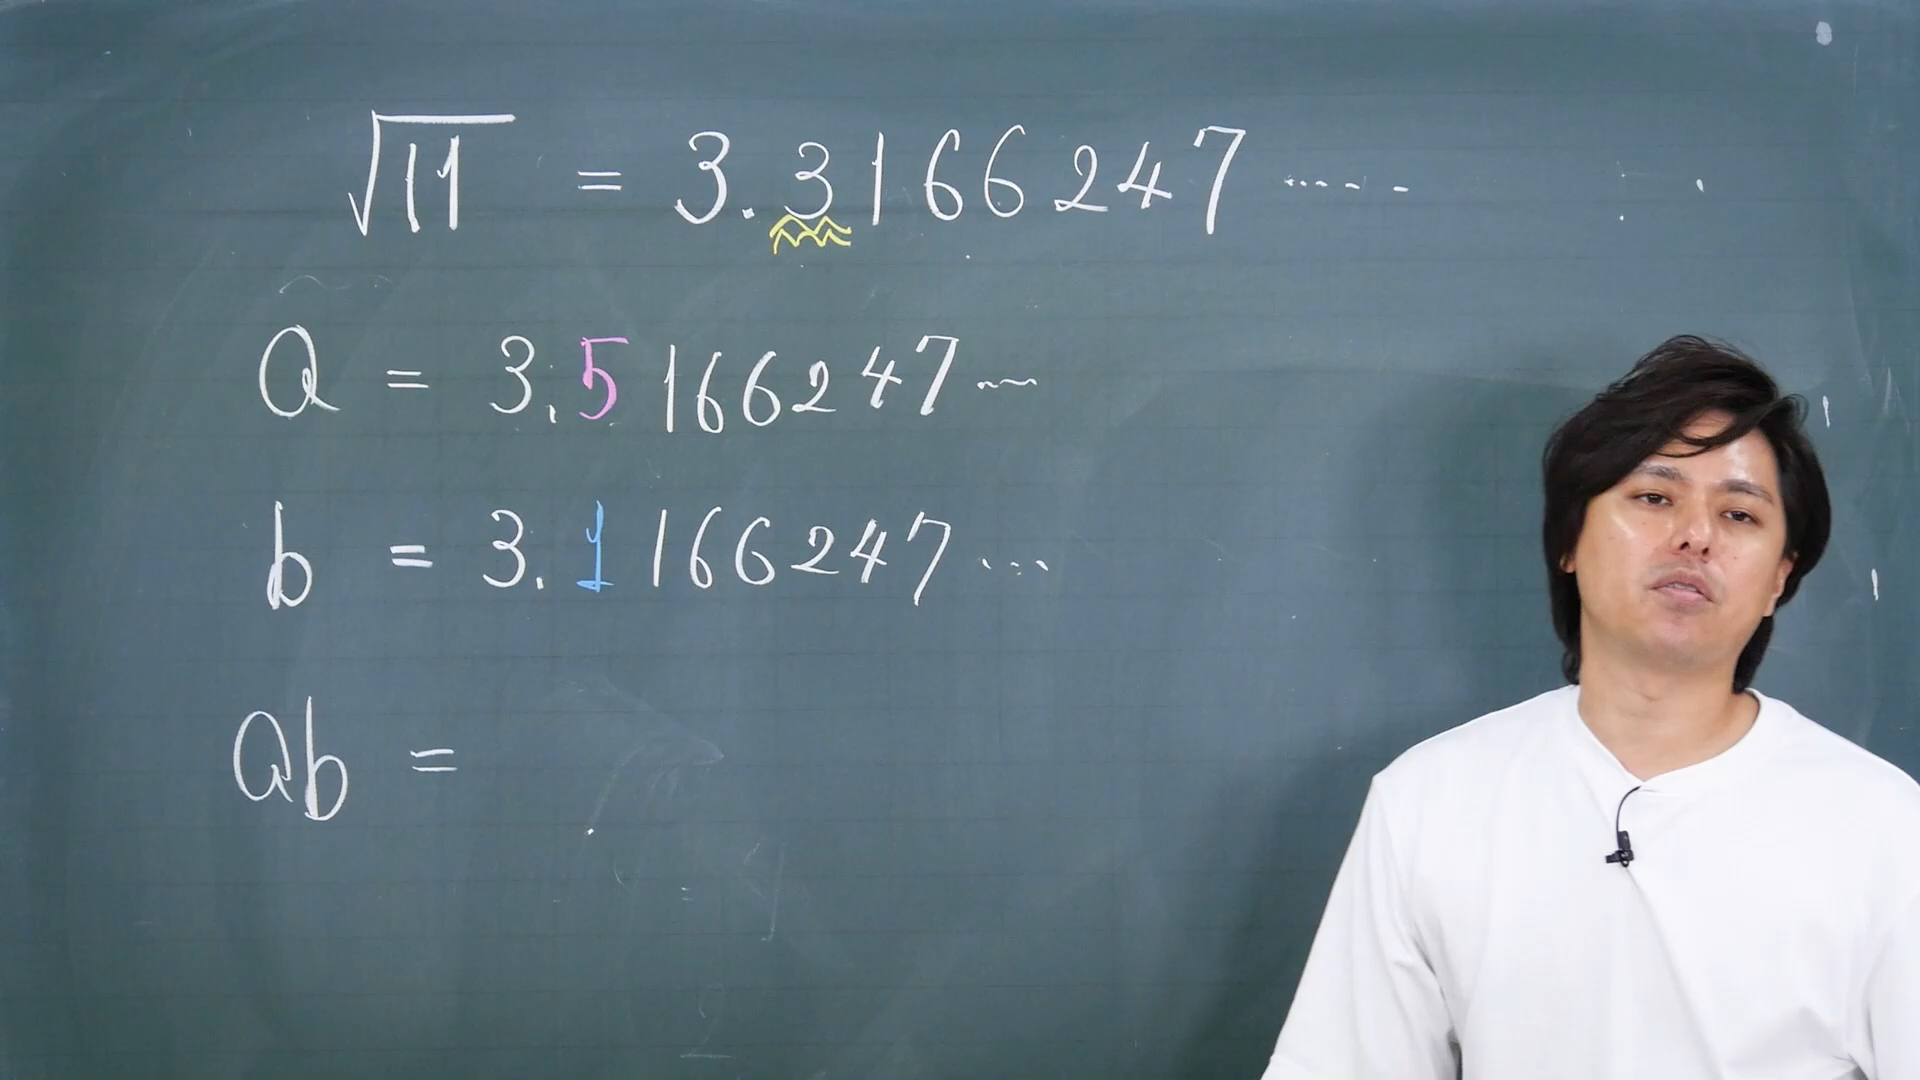 √11 = 3.3166247……
a = 3.5166247…
b = 3.1166247…
ab =